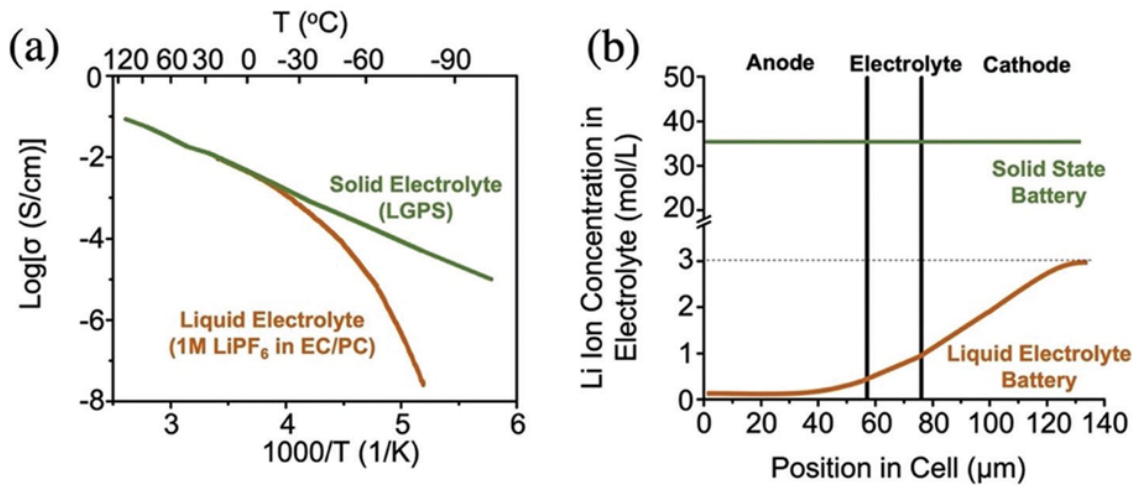 (a)
T (°C)
120 60 30 0 -30 -60 -90
0
-2
-4
-6
-8
Log[σ (S/cm)]
Solid Electrolyte
(LGPS)
Liquid Electrolyte
(1M LiPF₆ in EC/PC)
3 4 5 6
1000/T (1/K)
(b)
Anode Electrolyte Cathode
50
40
30
20
3
2
1
0
Li Ion Concentration in
Electrolyte (mol/L)
Solid State
Battery
Liquid Electrolyte
Battery
0 20 40 60 80 100 120 140
Position in Cell (μm)